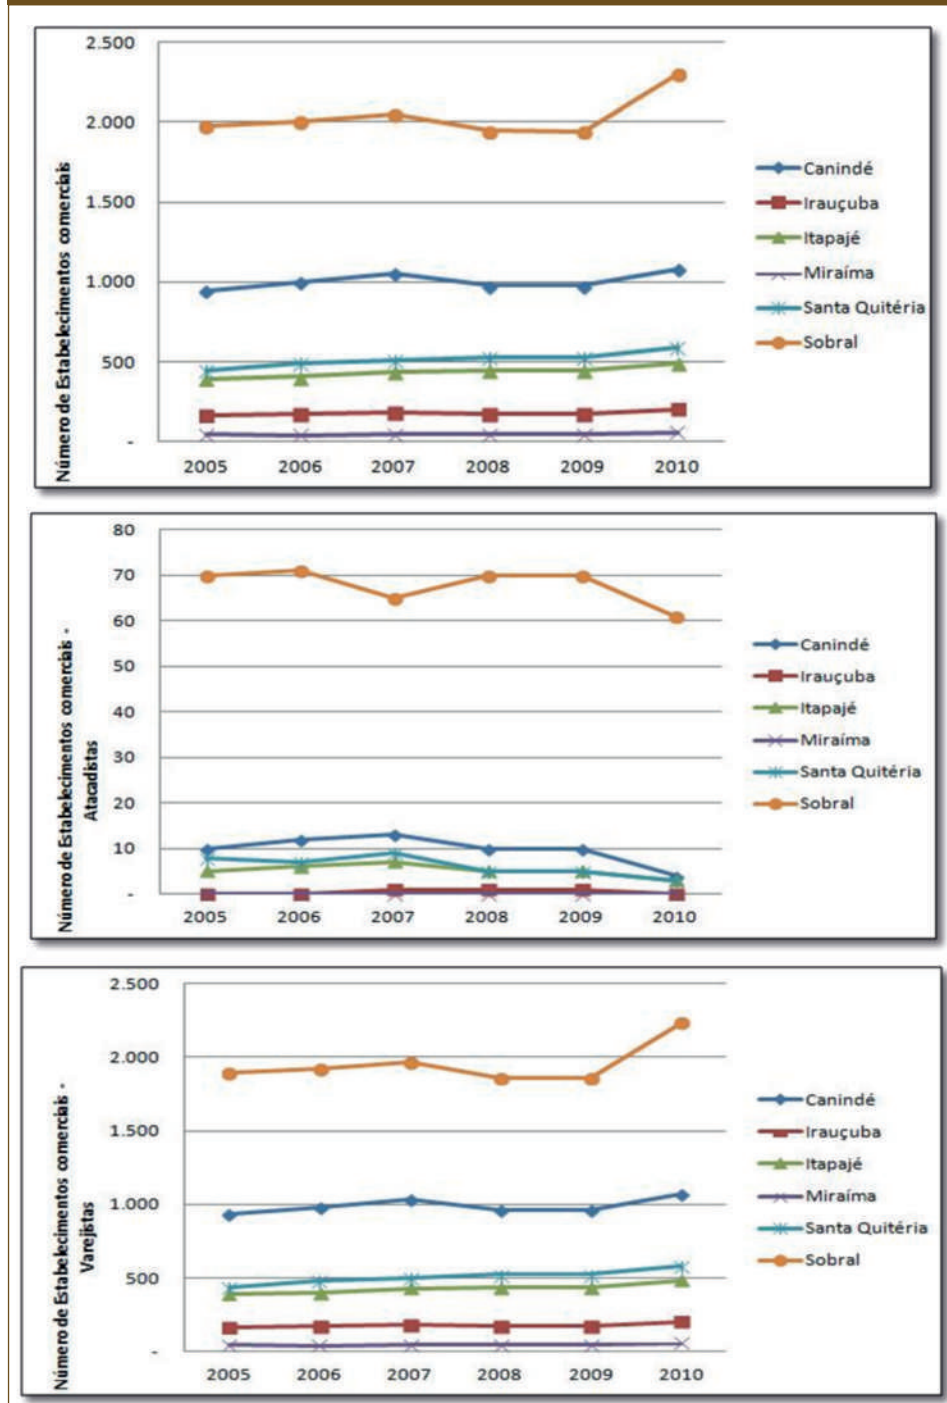 Número de Estabelecimentos comerciais
2.500
2.000
1.500
1.000
500
-
2005 2006 2007 2008 2009 2010
Canindé
Irauçuba
Itapajé
Miraíma
Santa Quitéria
Sobral
Número de Estabelecimentos comerciais -
Atacadistas
80
70
60
50
40
30
20
10
-
2005 2006 2007 2008 2009 2010
Canindé
Irauçuba
Itapajé
Miraíma
Santa Quitéria
Sobral
Número de Estabelecimentos comerciais -
Varejistas
2.500
2.000
1.500
1.000
500
-
2005 2006 2007 2008 2009 2010
Canindé
Irauçuba
Itapajé
Miraíma
Santa Quitéria
Sobral